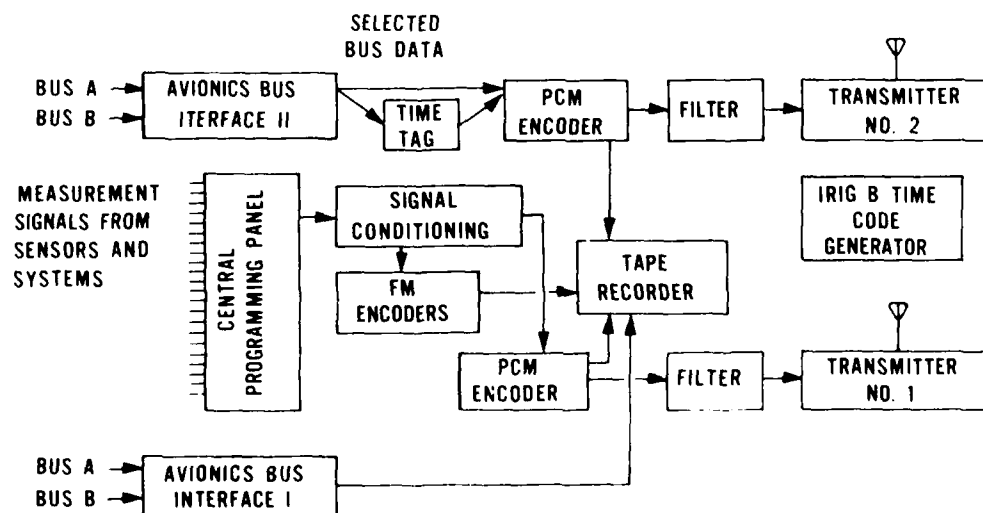 SELECTED
BUS DATA
BUS A
BUS B
AVIONICS BUS
ITERFACE II
TIME
TAG
PCM
ENCODER
FILTER
TRANSMITTER
NO. 2
MEASUREMENT
SIGNALS FROM
SENSORS AND
SYSTEMS
CENTRAL
PROGRAMMING PANEL
SIGNAL
CONDITIONING
FM
ENCODERS
TAPE
RECORDER
IRIG B TIME
CODE
GENERATOR
PCM
ENCODER
FILTER
TRANSMITTER
NO. 1
BUS A
BUS B
AVIONICS BUS
INTERFACE I